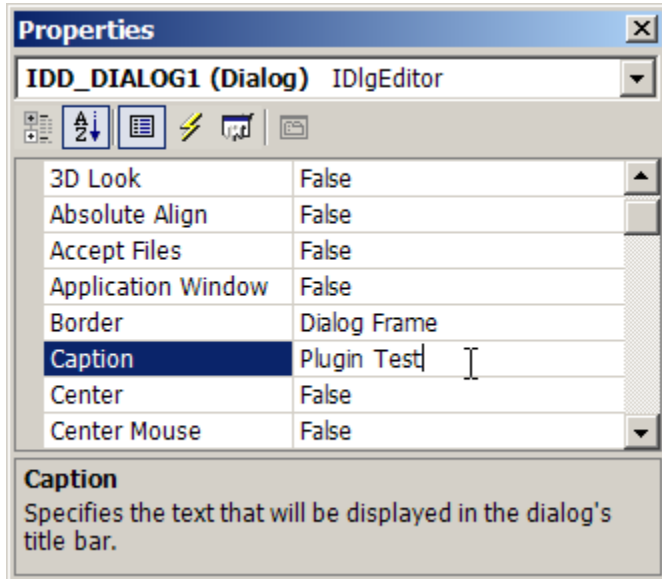 Properties
IDD_DIALOG1 (Dialog) IDlgEditor
3D Look False
Absolute Align False
Accept Files False
Application Window False
Border Dialog Frame
Caption Plugin Test
Center False
Center Mouse False
Caption
Specifies the text that will be displayed in the dialog's
title bar.